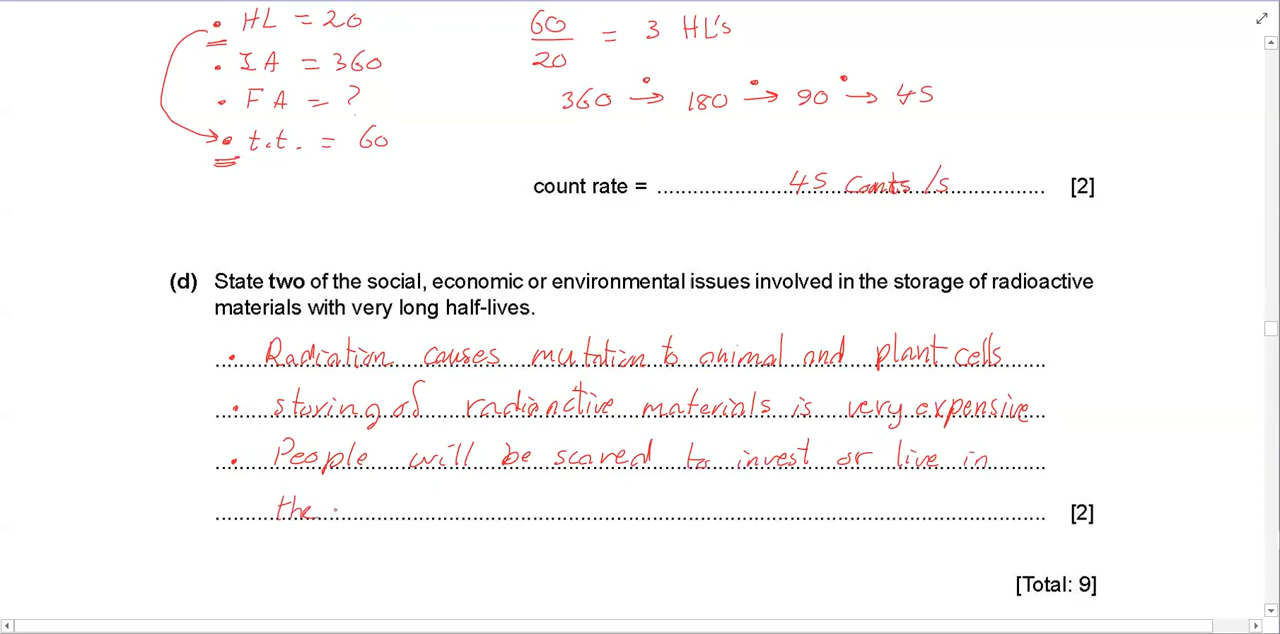 • HL = 20
• IA = 360
• FA = ?
• t.t. = 60
60/20 = 3 HL's
360 → 180 → 90 → 45
count rate = 45 counts/s [2]
(d) State two of the social, economic or environmental issues involved in the storage of radioactive
materials with very long half-lives.
• Radiation causes mutation to animal and plant cells
• storing of radioactive materials is very expensive
• People will be scared to invest or live in
the [2]
[Total: 9]